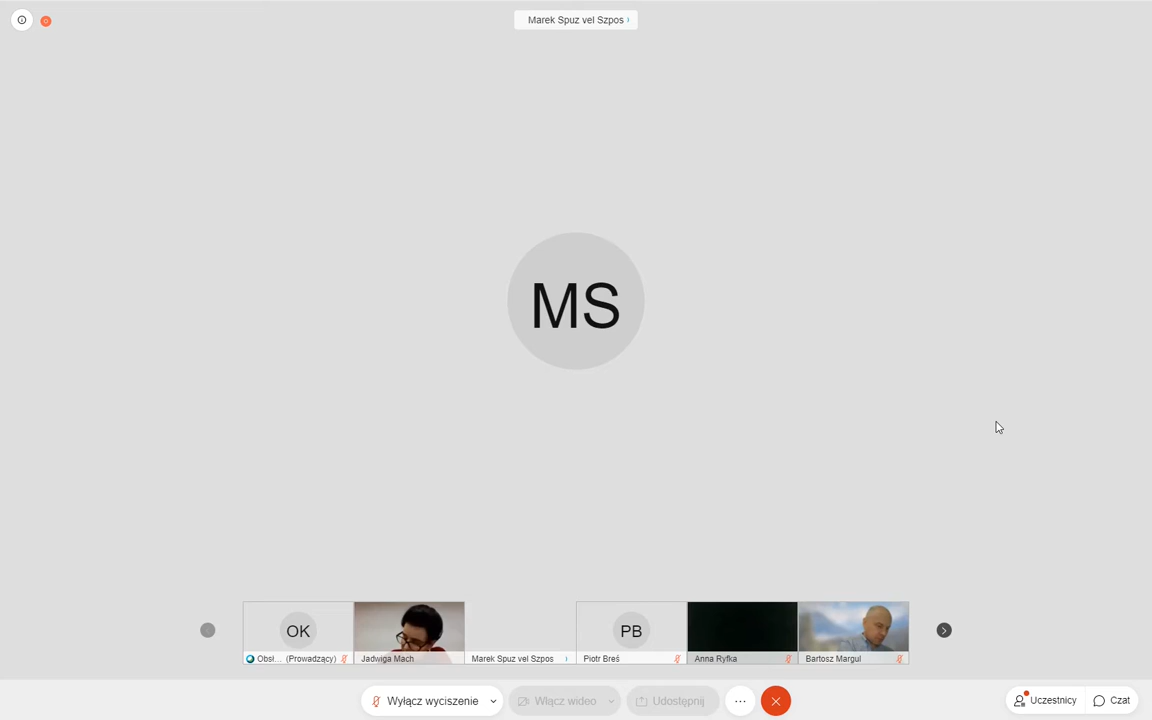 Marek Spuz vel Szpos
MS
OK
PB
Obsł... (Prowadzący)
Jadwiga Mach
Marek Spuz vel Szpos
Piotr Breś
Anna Ryfka
Bartosz Margul
Wyłącz wyciszenie
Włącz wideo
Udostępnij
Uczestnicy
Czat